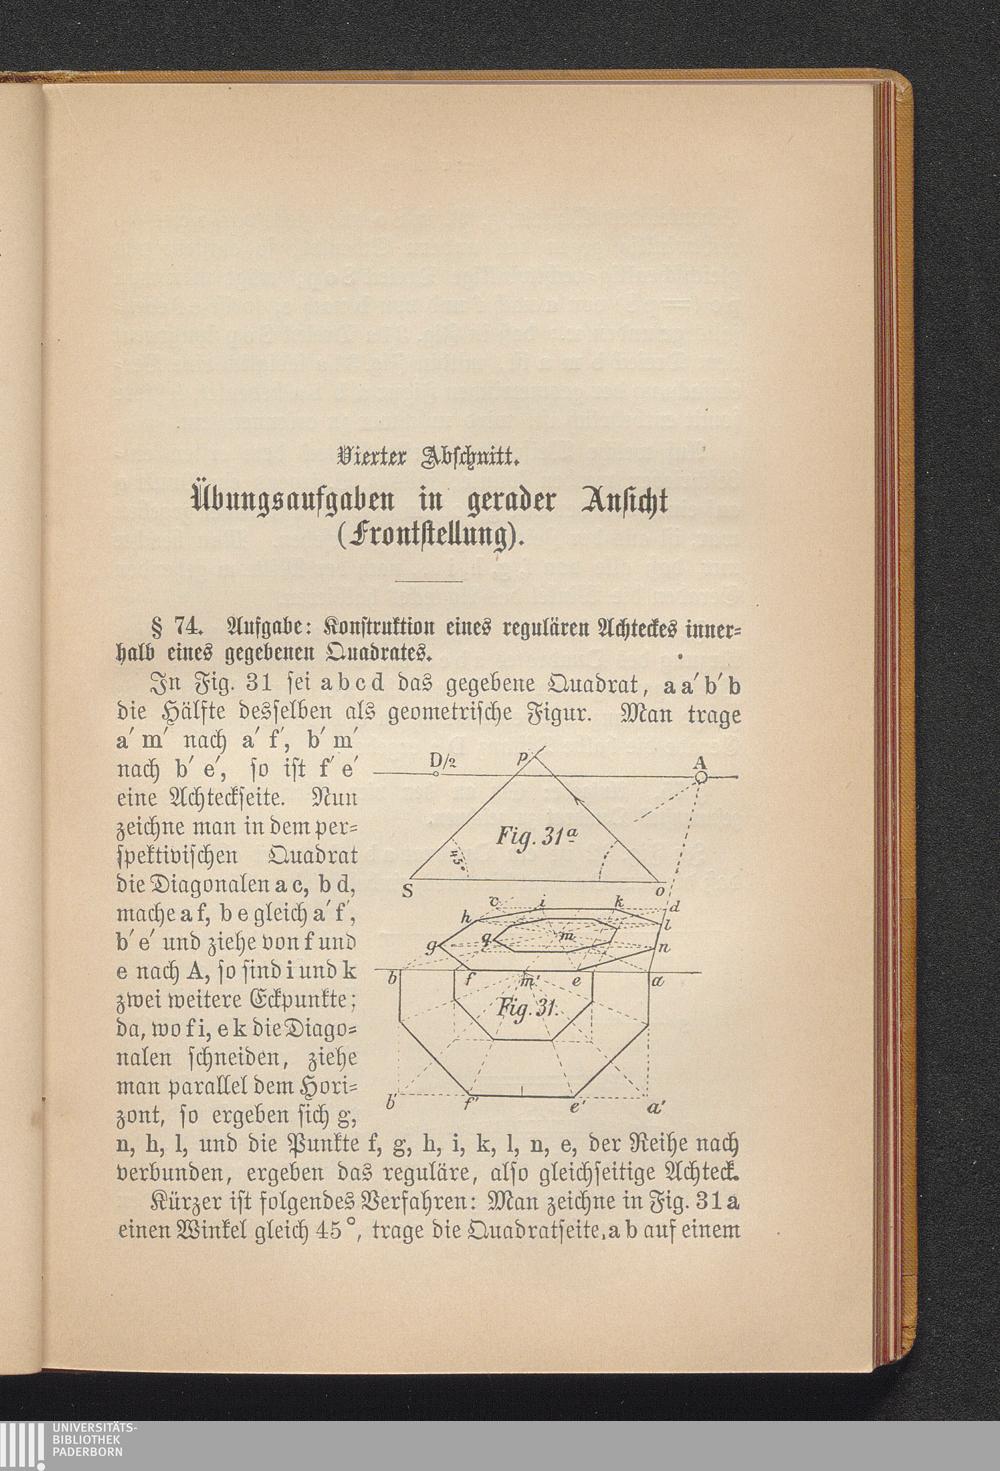 Vierter Abschnitt.
Übungsaufgaben in gerader Ansicht
(Frontstellung).
§ 74. Aufgabe: Konstruktion eines regulären Achteckes inner=
halb eines gegebenen Quadrates.
In Fig. 31 sei a b c d das gegebene Quadrat, a a′ b′ b
die Hälfte desselben als geometrische Figur. Man trage
a′ m′ nach a′ f′, b′ m′
nach b′ e′, so ist f′ e′
eine Achteckseite. Nun
zeichne man in dem per=
spektivischen Quadrat
die Diagonalen a c, b d,
mache a f, b e gleich a′ f′,
b′ e′ und ziehe von f und
e nach A, so sind i und k
zwei weitere Eckpunkte;
da, wo f i, e k die Diago=
nalen schneiden, ziehe
man parallel dem Hori=
zont, so ergeben sich g,
D/2 p A
Fig. 31a
45°
S o
c i k d
h l
g q m n
b f m′ e a
Fig. 31.
b′ f′ e′ a′
n, h, l, und die Punkte f, g, h, i, k, l, n, e, der Reihe nach
verbunden, ergeben das reguläre, also gleichseitige Achteck.
Kürzer ist folgendes Verfahren: Man zeichne in Fig. 31 a
einen Winkel gleich 45°, trage die Quadratseite, a b auf einem
UNIVERSITÄTS-
BIBLIOTHEK
PADERBORN